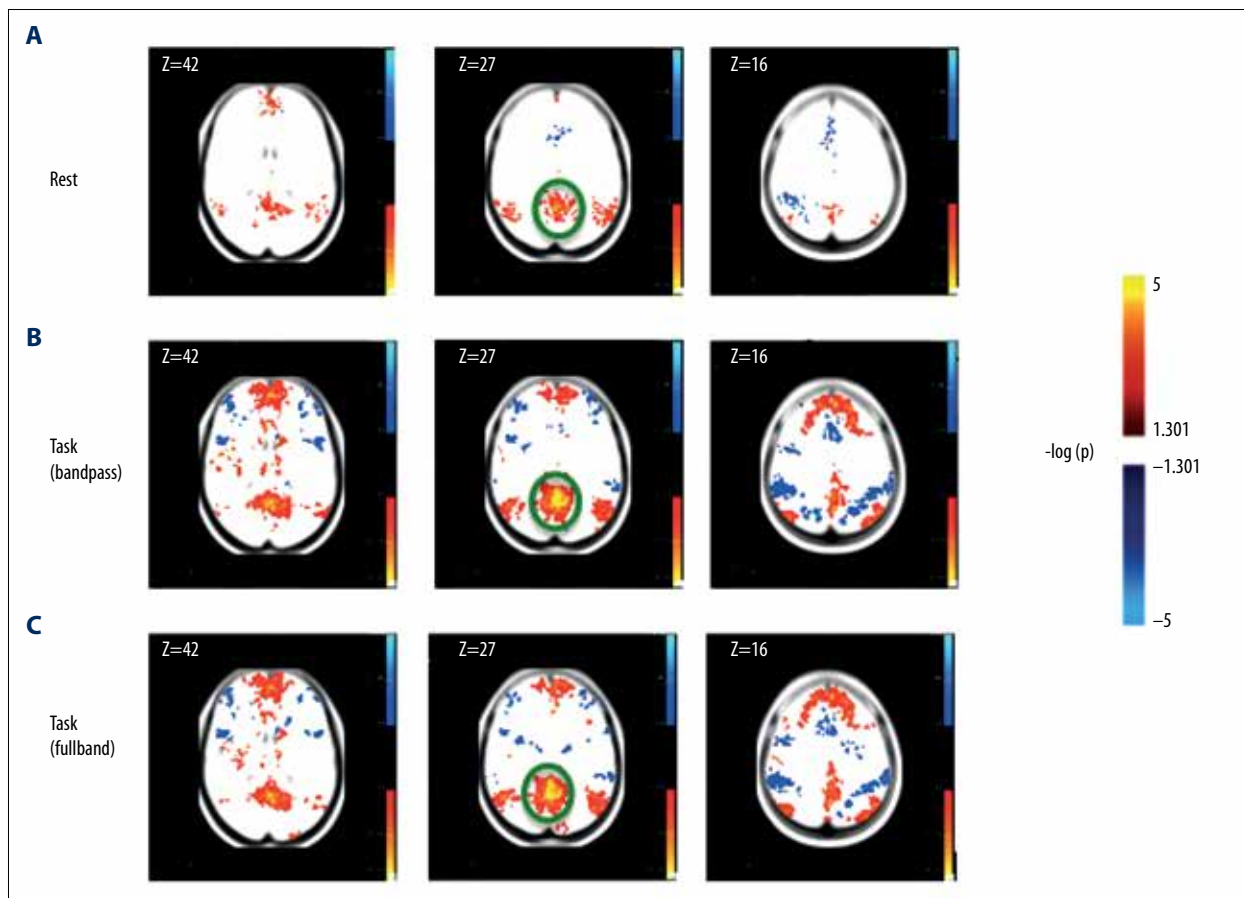 A
Z=42
Z=27
Z=16
Rest
B
Z=42
Z=27
Z=16
Task
(bandpass)
C
Z=42
Z=27
Z=16
Task
(fullband)
5
1.301
-log (p)
−1.301
−5